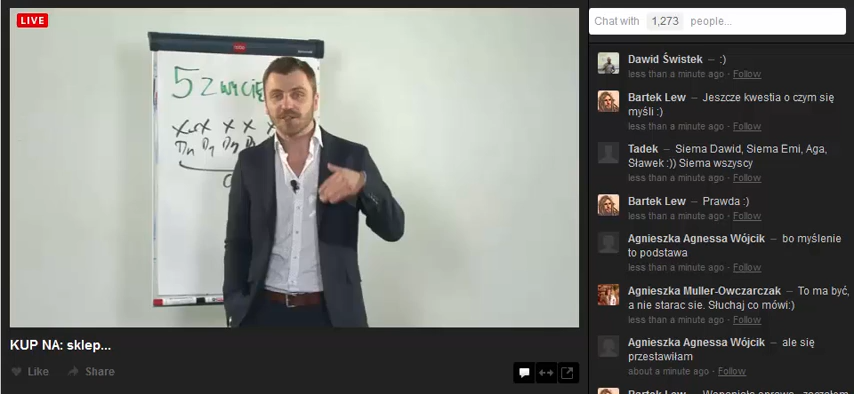 LIVE
5 ZWYCIĘ
KUP NA: sklep...
Like
Share
Chat with 1,273 people...
Dawid Świstek – :)
less than a minute ago · Follow
Bartek Lew – Jeszcze kwestia o czym się
myśli :)
less than a minute ago · Follow
Tadek – Siema Dawid, Siema Emi, Aga,
Sławek :)) Siema wszyscy
less than a minute ago · Follow
Bartek Lew – Prawda :)
less than a minute ago · Follow
Agnieszka Agnessa Wójcik – bo myślenie
to podstawa
less than a minute ago · Follow
Agnieszka Muller-Owczarczak – To ma być,
a nie starac sie. Słuchaj co mówi:)
less than a minute ago · Follow
Agnieszka Agnessa Wójcik – ale się
przestawiłam
about a minute ago · Follow
Bartek Lew –